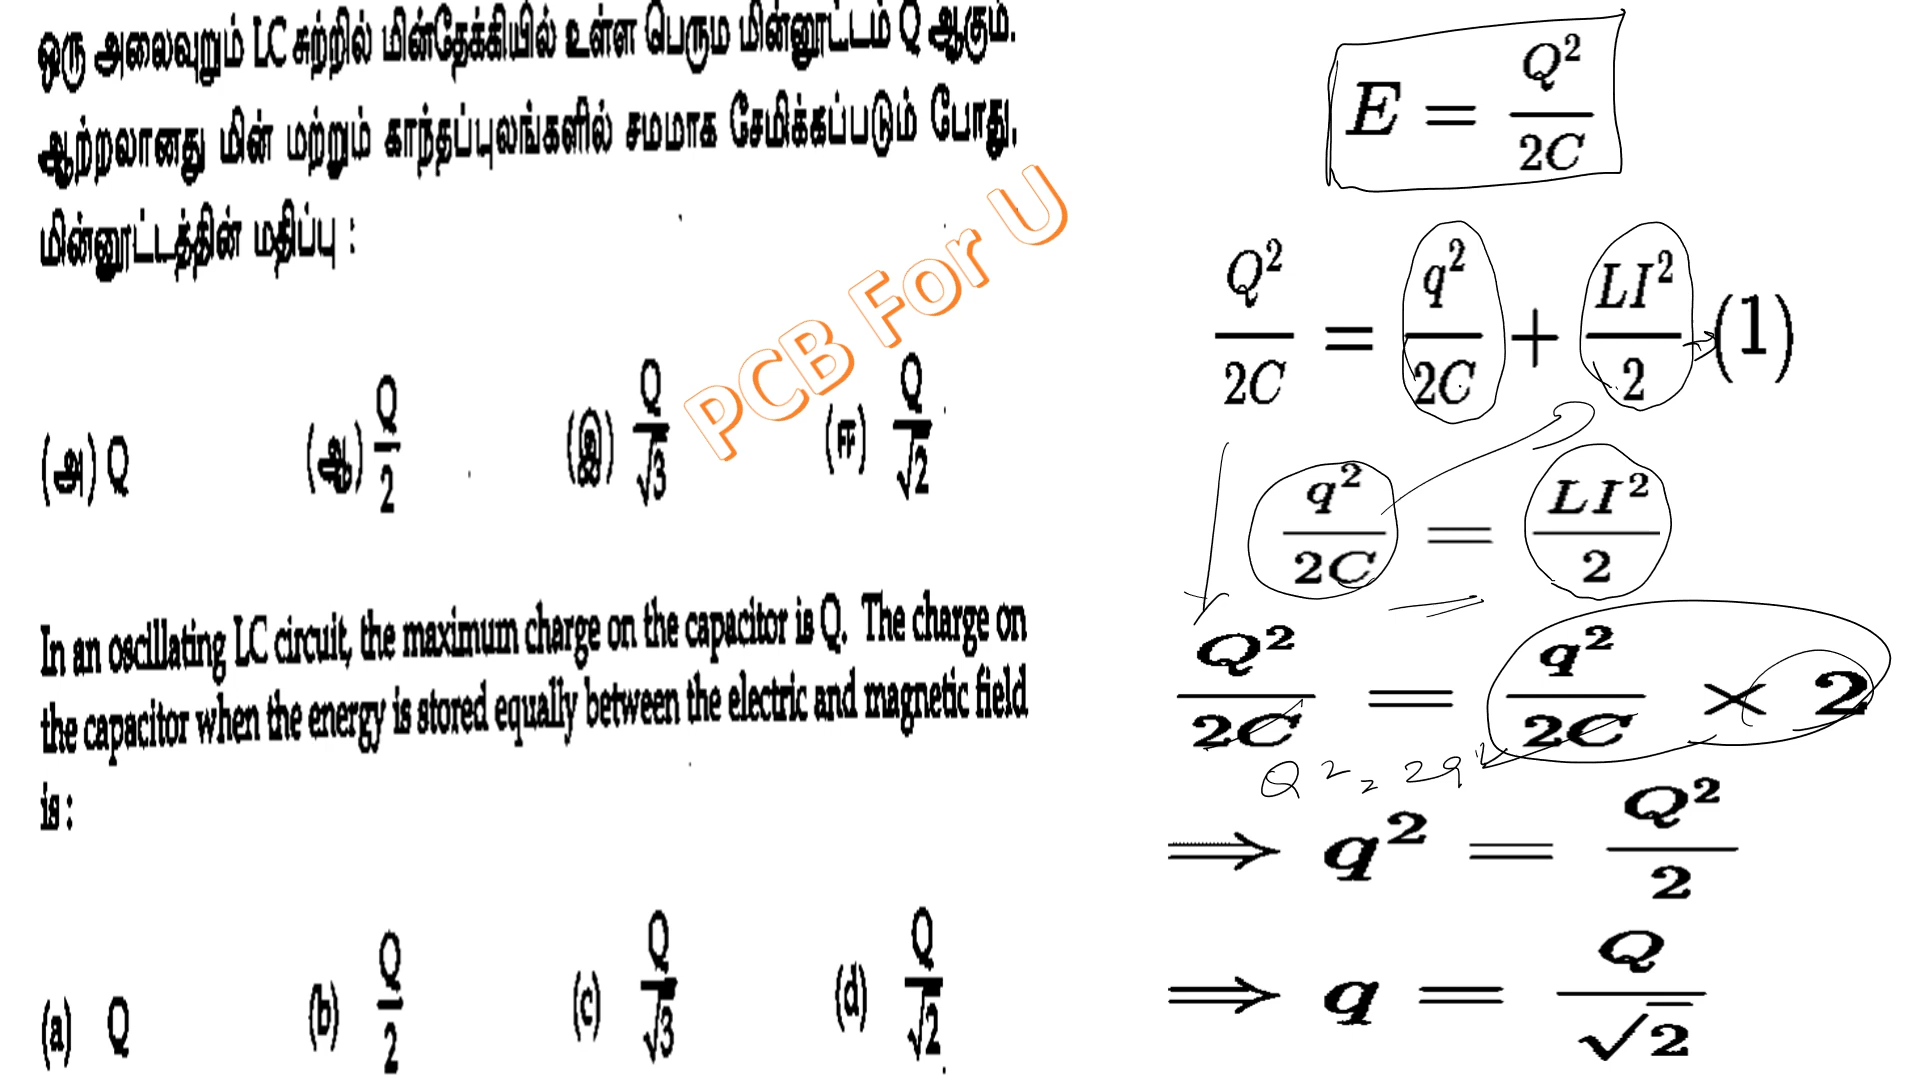 ஒரு அலைவுறும் LC சுற்றில் மின்தேக்கியில் உள்ள பெரும மின்னூட்டம் Q ஆகும்.
ஆற்றலானது மின் மற்றும் காந்தப்புலங்களில் சமமாக சேமிக்கப்படும் போது,
மின்னூட்டத்தின் மதிப்பு :
(அ) Q (ஆ) Q/2 (இ) Q/√3 (ஈ) Q/√2
In an oscillating LC circuit, the maximum charge on the capacitor is Q. The charge on
the capacitor when the energy is stored equally between the electric and magnetic field
is :
(a) Q (b) Q/2 (c) Q/√3 (d) Q/√2
PCB For U
E = Q²/2C
Q²/2C = q²/2C + LI²/2 → (1)
q²/2C = LI²/2
Q²/2C = q²/2C × 2
Q² = 2q²
⟹ q² = Q²/2
⟹ q = Q/√2